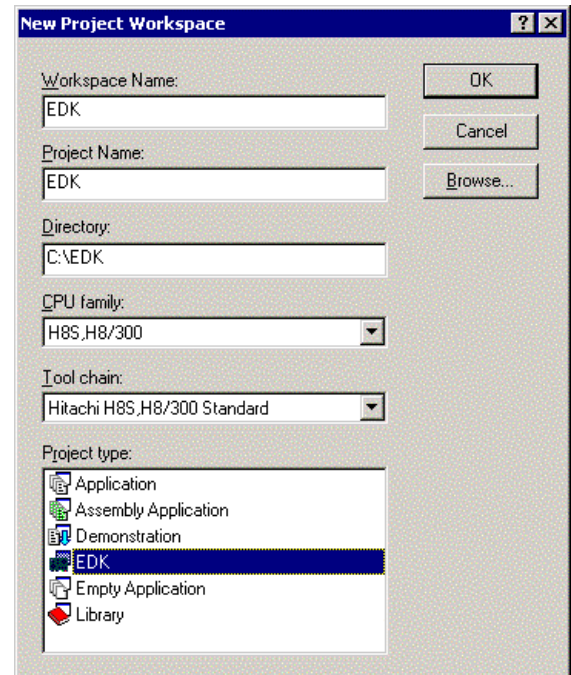 New Project Workspace
Workspace Name:
OK
EDK
Cancel
Project Name:
EDK
Browse...
Directory:
C:\EDK
CPU family:
H8S,H8/300
Tool chain:
Hitachi H8S,H8/300 Standard
Project type:
Application
Assembly Application
Demonstration
EDK
Empty Application
Library